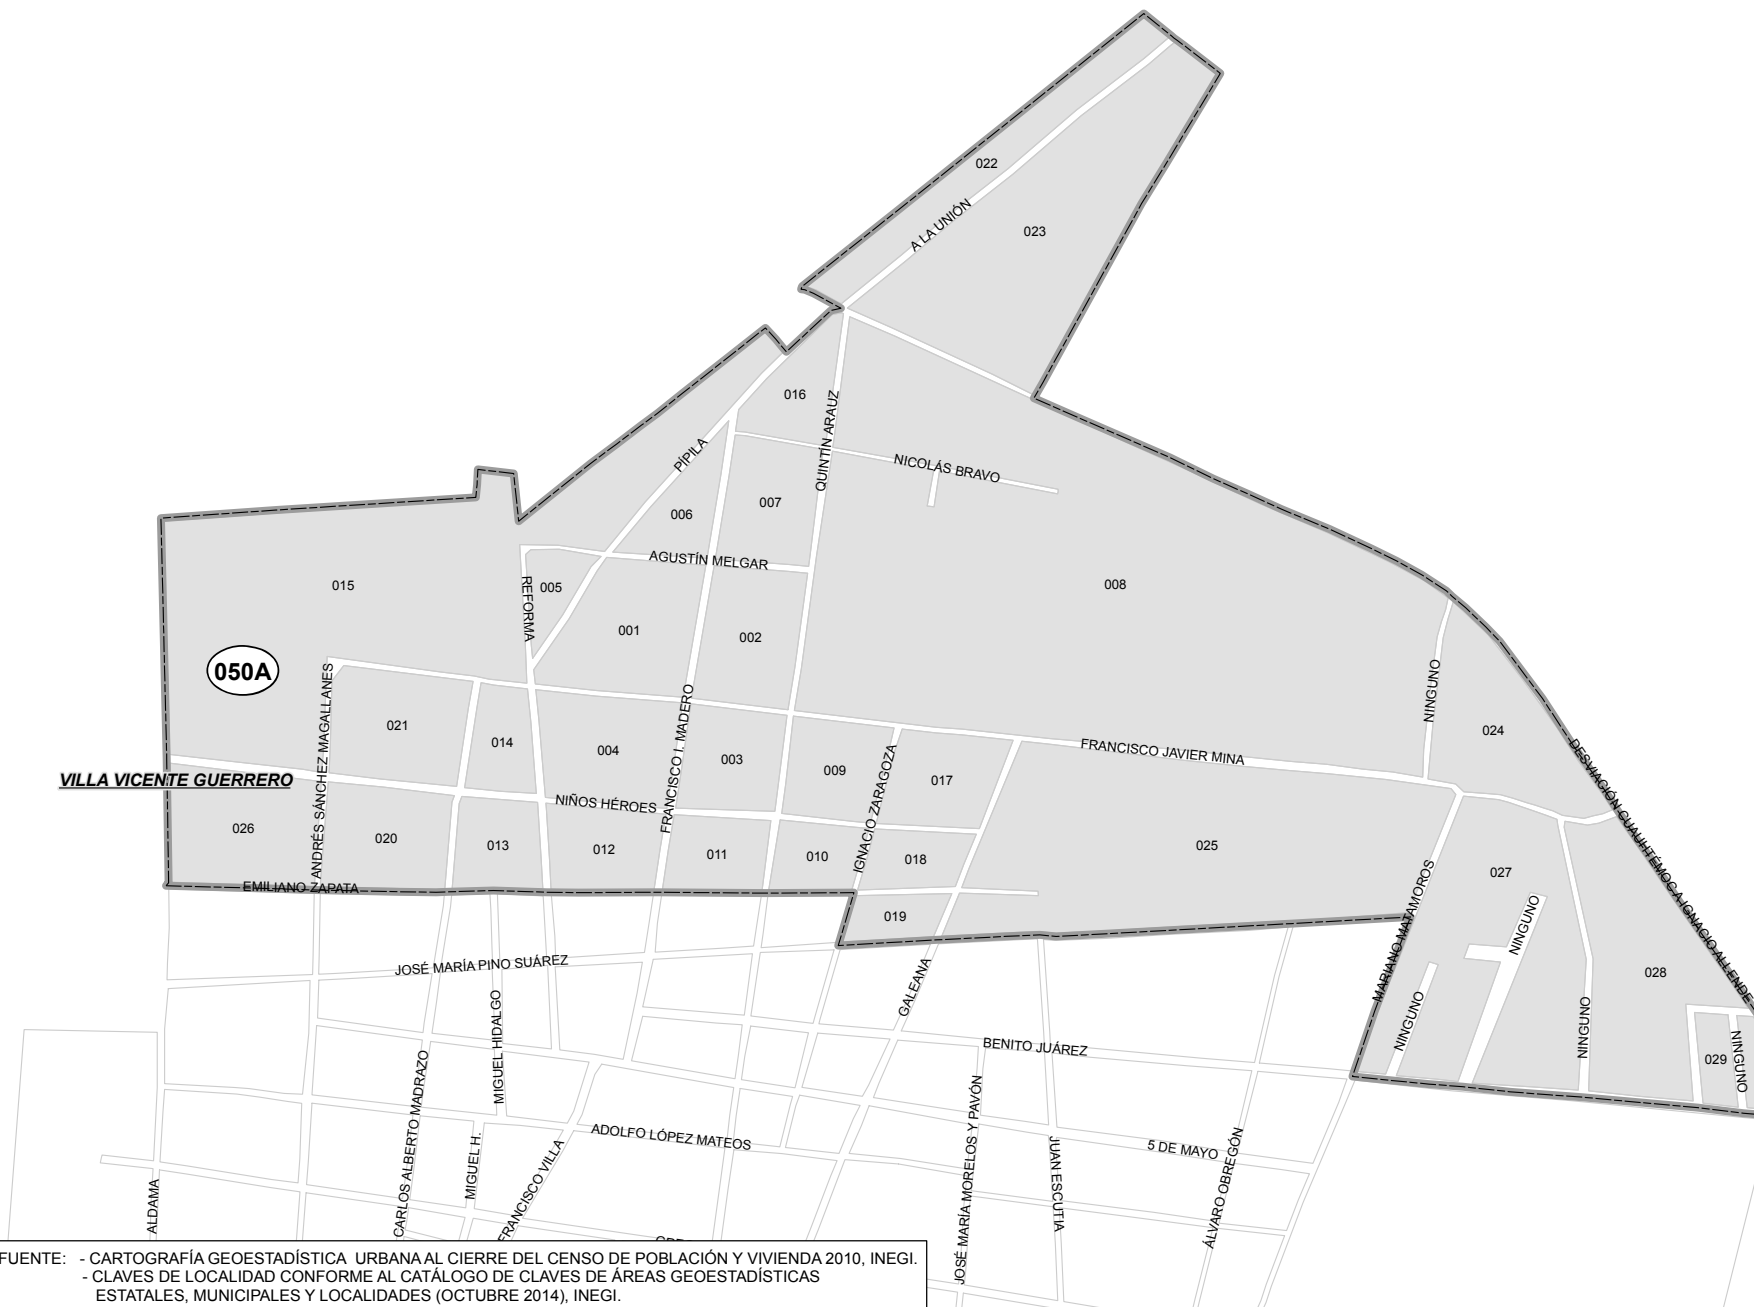 022
A LA UNIÓN
023
016
QUINTÍN ARAUZ
PÍPILA
NICOLÁS BRAVO
007
006
AGUSTÍN MELGAR
015
REFORMA
005
008
001
002
050A
ANDRÉS SÁNCHEZ MAGALLANES
FRANCISCO I. MADERO
NINGUNO
021
014
004
003
009
IGNACIO ZARAGOZA
017
FRANCISCO JAVIER MINA
024
DESVIACIÓN CUAUHTÉMOC A IGNACIO ALLENDE
VILLA VICENTE GUERRERO
NIÑOS HÉROES
026
020
013
012
011
010
018
025
MARIANO MATAMOROS
027
EMILIANO ZAPATA
019
NINGUNO
JOSÉ MARÍA PINO SUÁREZ
GALEANA
028
MIGUEL HIDALGO
NINGUNO
NINGUNO
BENITO JUÁREZ
029
NINGUNO
CARLOS ALBERTO MADRAZO
JOSÉ MARÍA MORELOS Y PAVÓN
ADOLFO LÓPEZ MATEOS
MIGUEL H.
FRANCISCO VILLA
JUAN ESCUTIA
5 DE MAYO
ÁLVARO OBREGÓN
ALDAMA
FUENTE: - CARTOGRAFÍA GEOESTADÍSTICA URBANA AL CIERRE DEL CENSO DE POBLACIÓN Y VIVIENDA 2010, INEGI.
- CLAVES DE LOCALIDAD CONFORME AL CATÁLOGO DE CLAVES DE ÁREAS GEOESTADÍSTICAS
ESTATALES, MUNICIPALES Y LOCALIDADES (OCTUBRE 2014), INEGI.